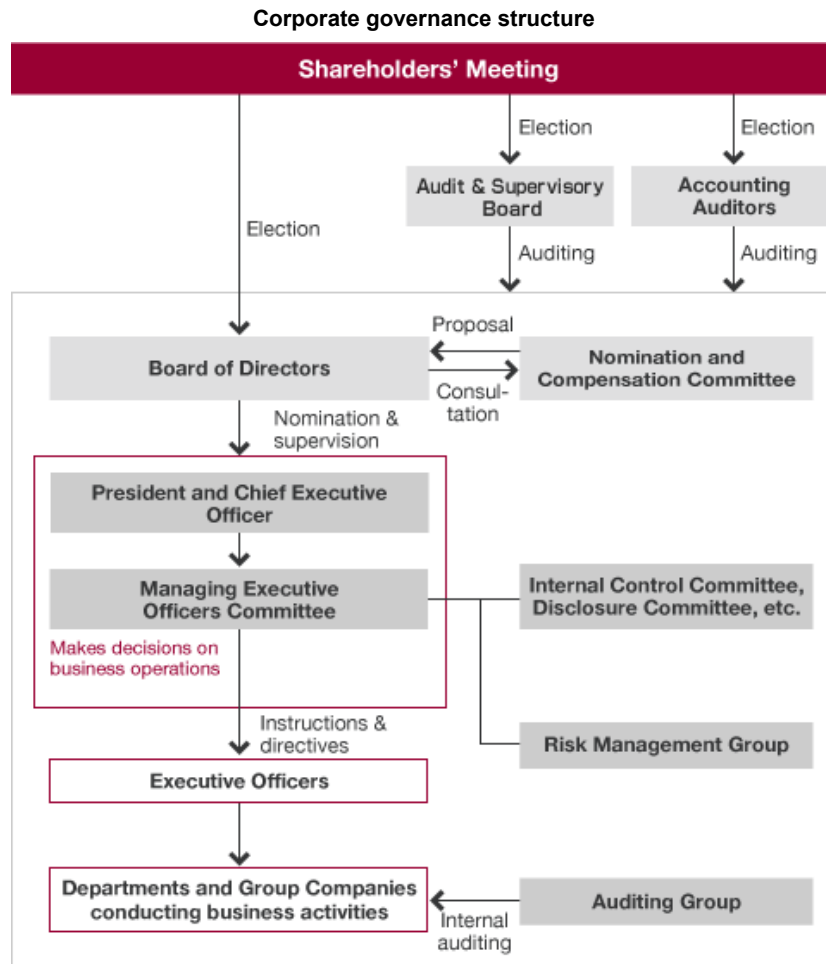 Corporate governance structure
Shareholders' Meeting
Election
Election
Audit & Supervisory
Board
Accounting
Auditors
Election
Auditing
Auditing
Board of Directors
Proposal
Consul-
tation
Nomination and
Compensation Committee
Nomination &
supervision
President and Chief Executive
Officer
Managing Executive
Officers Committee
Internal Control Committee,
Disclosure Committee, etc.
Makes decisions on
business operations
Instructions &
directives
Risk Management Group
Executive Officers
Departments and Group Companies
conducting business activities
Internal
auditing
Auditing Group